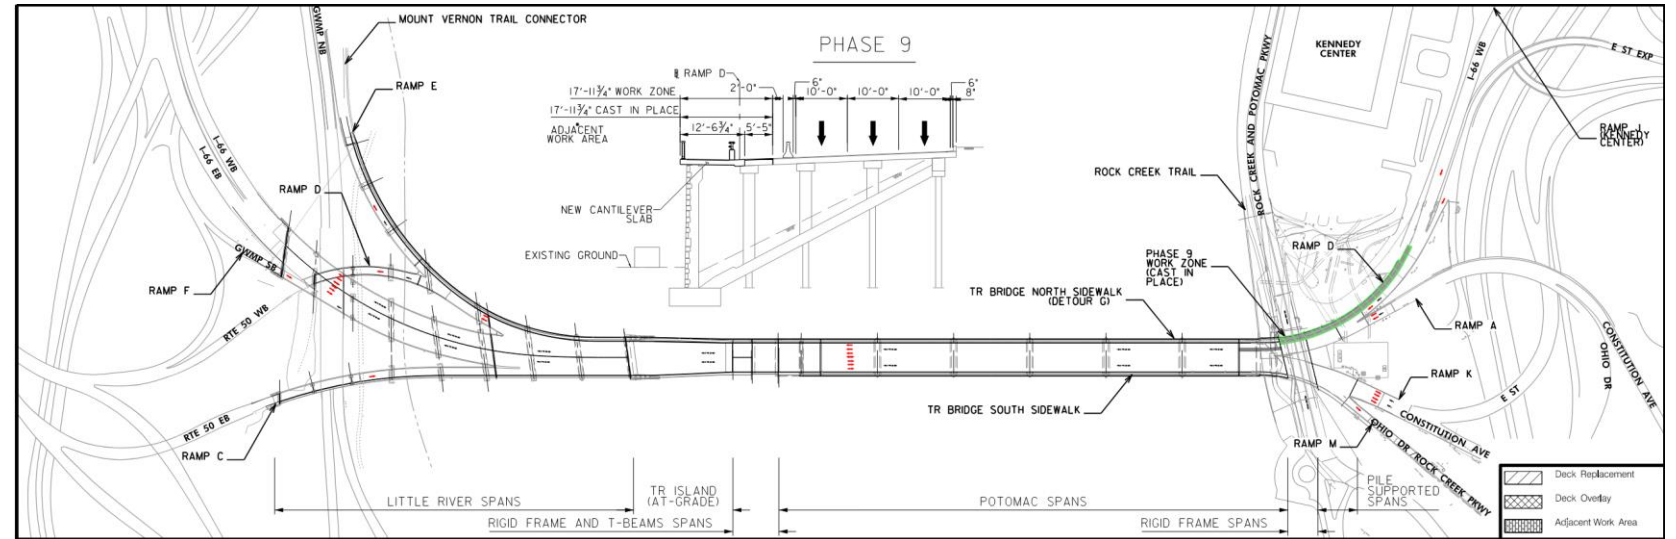 MOUNT VERNON TRAIL CONNECTOR
GWMP NB
RAMP E
I-66 WB
I-66 EB
RAMP D
GWMP SB
RAMP F
RTE 50 WB
RTE 50 EB
RAMP C
PHASE 9
RAMP D
2'-0"
6"
10'-0"
10'-0"
10'-0"
6"
8"
17'-11¾" WORK ZONE
17'-11¾" CAST IN PLACE
12'-6¾"
5'-5"
ADJACENT
WORK AREA
NEW CANTILEVER
SLAB
EXISTING GROUND
ROCK CREEK AND POTOMAC PKWY
KENNEDY
CENTER
I-66 WB
E ST EXP
RAMP J
(KENNEDY
CENTER)
ROCK CREEK TRAIL
RAMP D
PHASE 9
WORK ZONE
(CAST IN
PLACE)
TR BRIDGE NORTH SIDEWALK
(DETOUR G)
RAMP A
CONSTITUTION AVE
OHIO DR
RAMP K
E ST
TR BRIDGE SOUTH SIDEWALK
CONSTITUTION AVE
RAMP M
OHIO DR/ROCK CREEK PKWY
LITTLE RIVER SPANS
TR ISLAND
(AT-GRADE)
POTOMAC SPANS
PILE
SUPPORTED
SPANS
RIGID FRAME AND T-BEAMS SPANS
RIGID FRAME SPANS
Deck Replacement
Deck Overlay
Adjacent Work Area